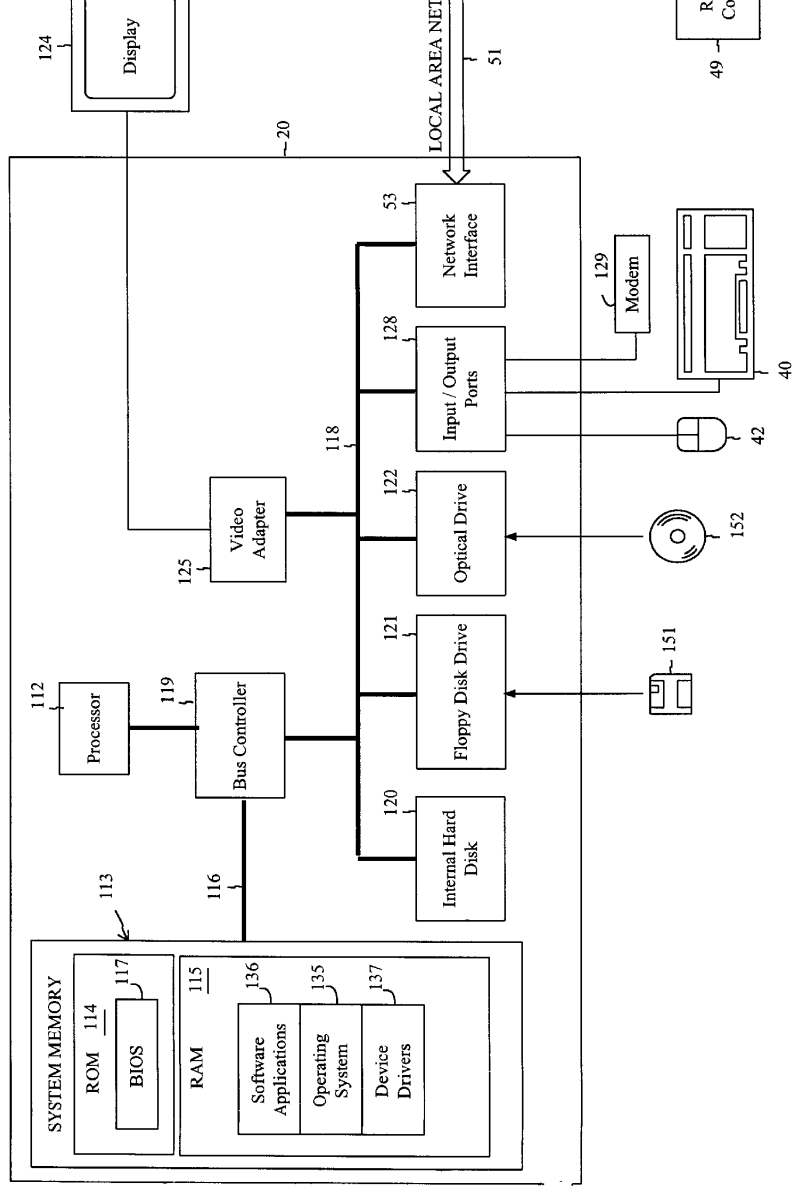 SYSTEM MEMORY
ROM
114
BIOS
117
113
RAM
115
Software
Applications
136
Operating
System
135
Device
Drivers
137
116
112
Processor
119
Bus Controller
125
Video
Adapter
124
Display
20
118
120
Internal Hard
Disk
121
Floppy Disk Drive
122
Optical Drive
128
Input / Output
Ports
53
Network
Interface
LOCAL AREA NET
51
129
Modem
151
152
42
40
R
Co
49